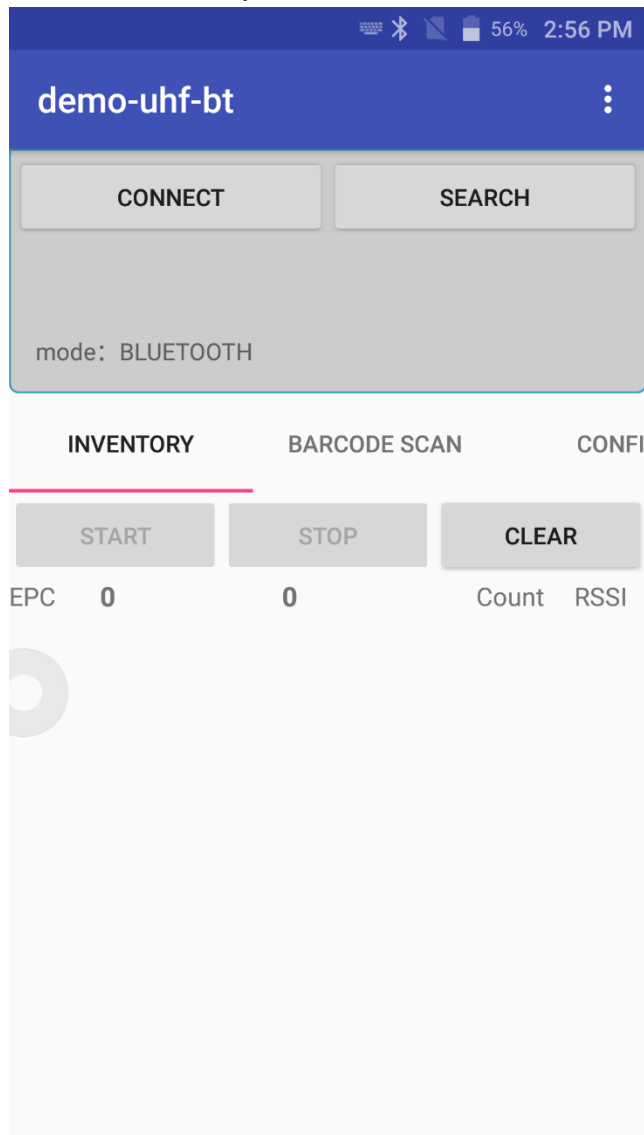 56% 2:56 PM
demo-uhf-bt
CONNECT SEARCH
mode: BLUETOOTH
INVENTORY BARCODE SCAN CONFI
START STOP CLEAR
EPC 0 0 Count RSSI